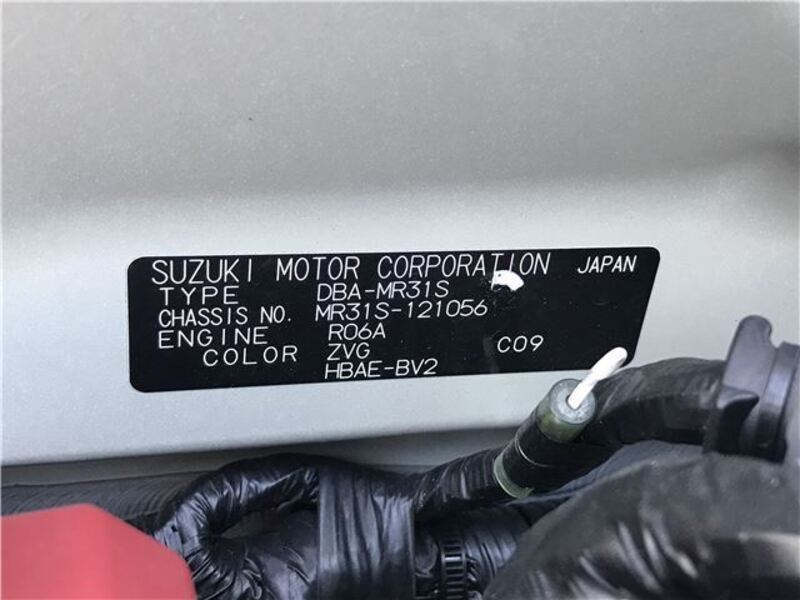 SUZUKI MOTOR CORPORATION JAPAN
TYPE DBA-MR31S
CHASSIS NO. MR31S-121056
ENGINE R06A
COLOR ZVG C09
HBAE-BV2